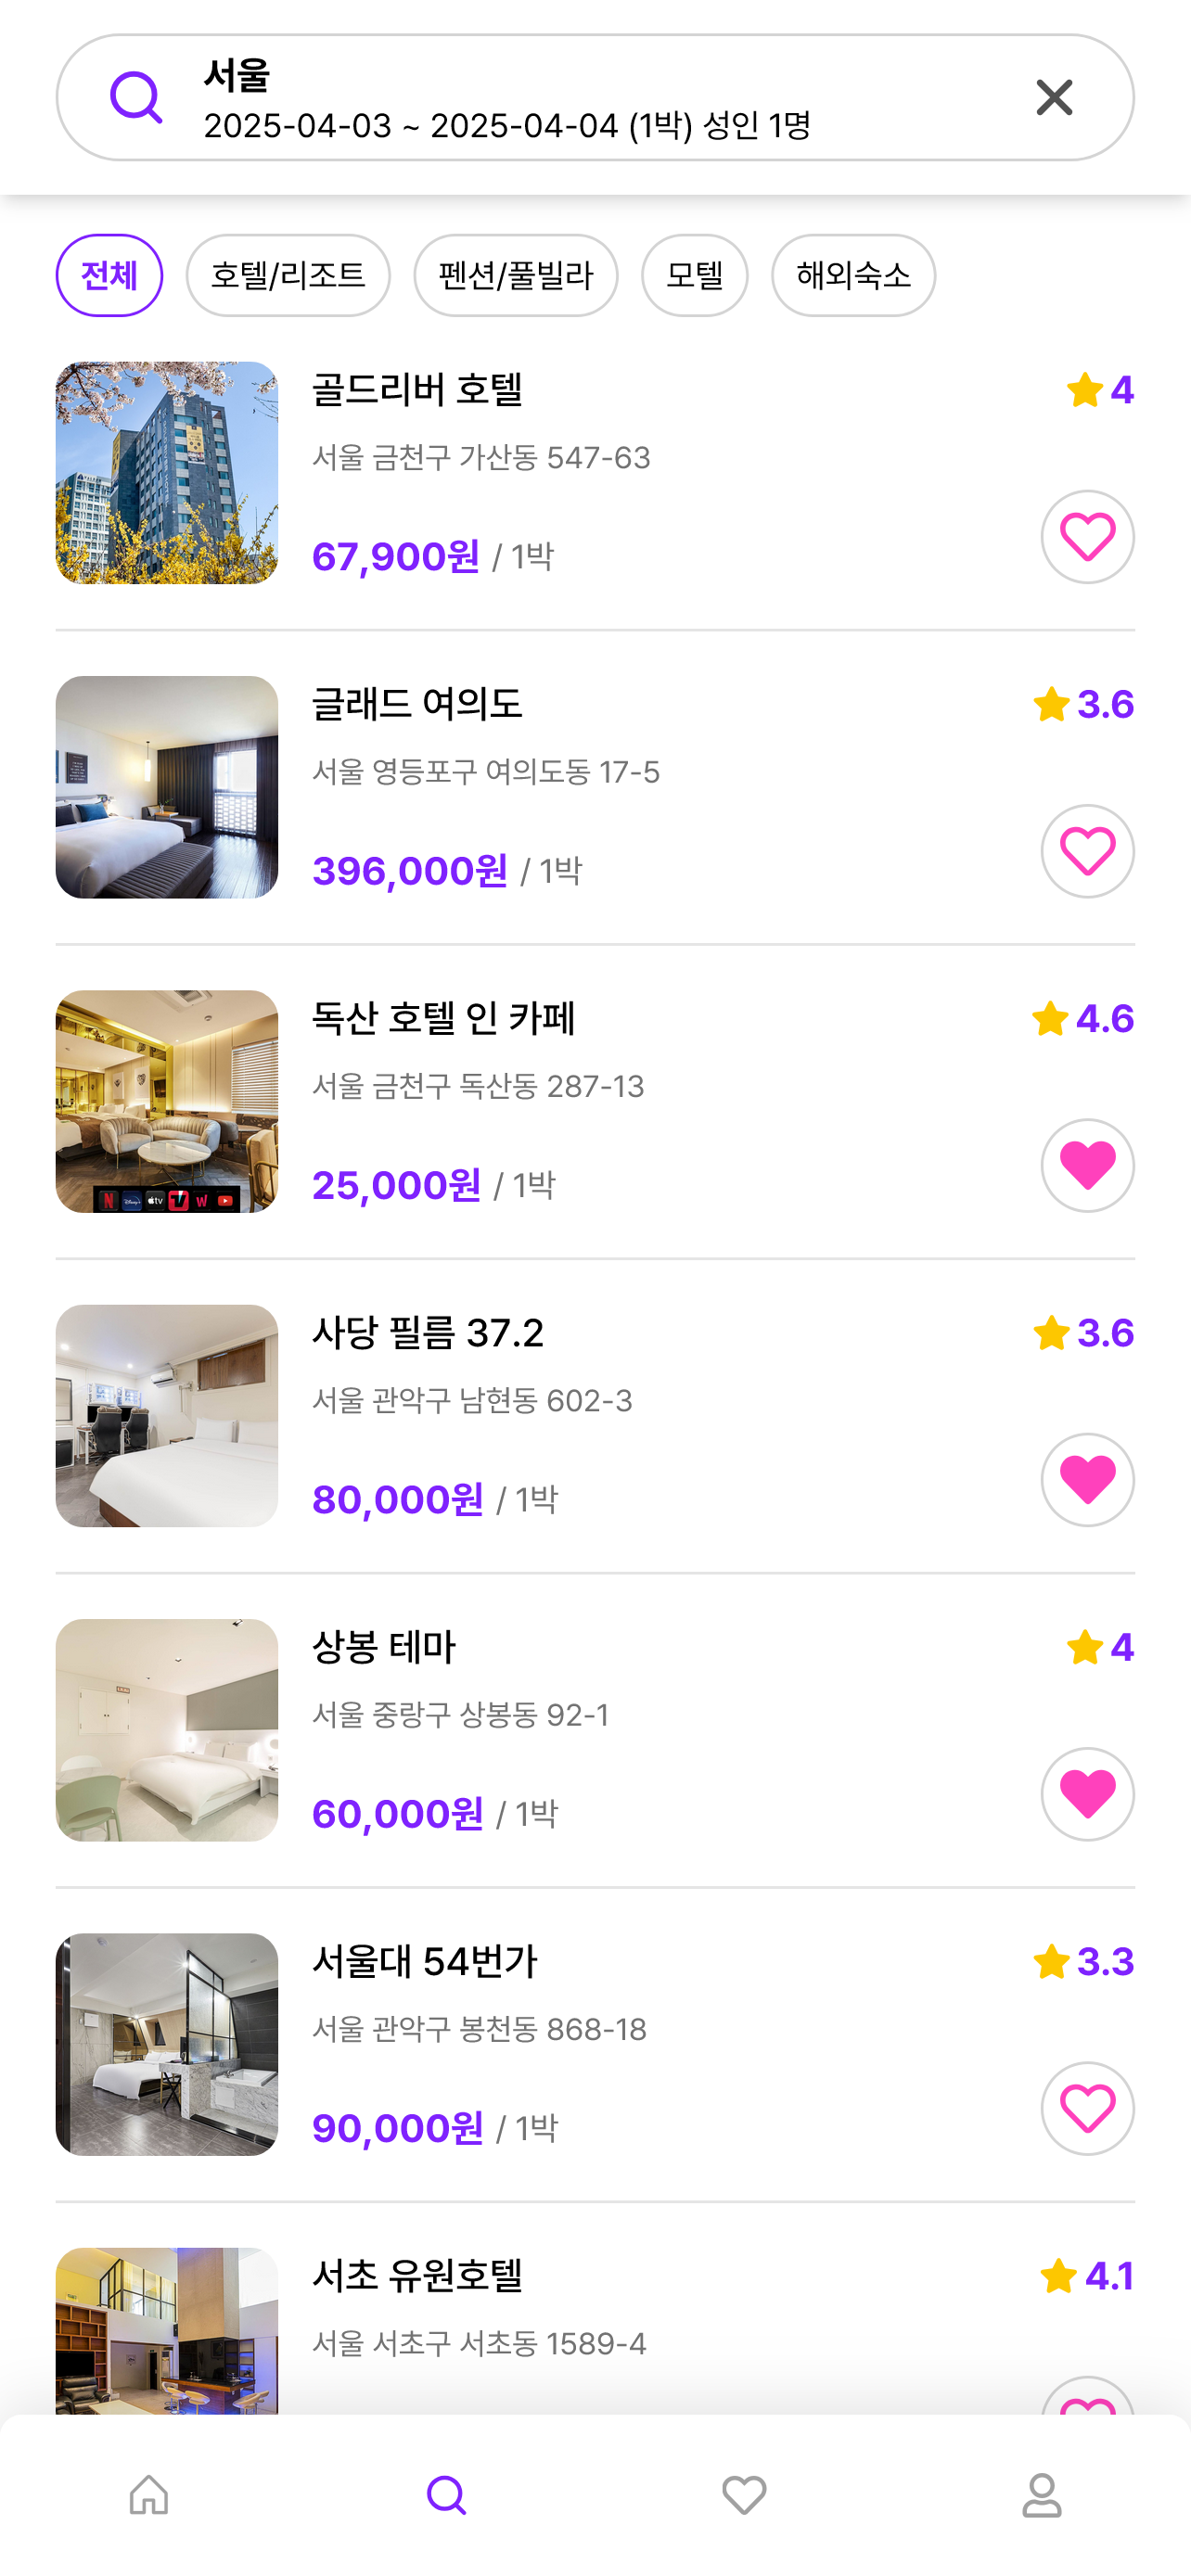 서울
2025-04-03 ~ 2025-04-04 (1박) 성인 1명
전체
호텔/리조트
펜션/풀빌라
모텔
해외숙소
골드리버 호텔
4
서울 금천구 가산동 547-63
67,900원 / 1박
글래드 여의도
3.6
서울 영등포구 여의도동 17-5
396,000원 / 1박
독산 호텔 인 카페
4.6
서울 금천구 독산동 287-13
25,000원 / 1박
사당 필름 37.2
3.6
서울 관악구 남현동 602-3
80,000원 / 1박
상봉 테마
4
서울 중랑구 상봉동 92-1
60,000원 / 1박
서울대 54번가
3.3
서울 관악구 봉천동 868-18
90,000원 / 1박
서초 유원호텔
4.1
서울 서초구 서초동 1589-4